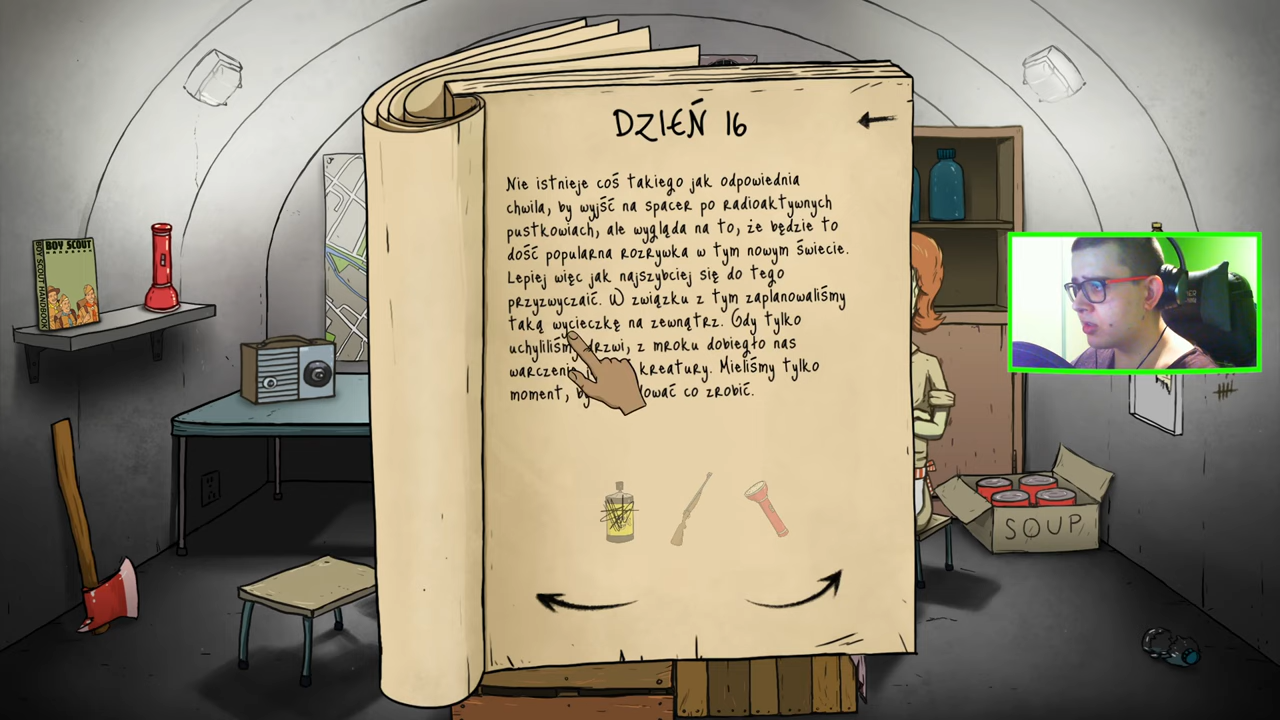 DZIEŃ 16
Nie istnieje coś takiego jak odpowiednia
chwila, by wyjść na spacer po radioaktywnych
pustkowiach, ale wygląda na to, że będzie to
dość popularna rozrywka w tym nowym świecie.
Lepiej więc jak najszybciej się do tego
przyzwyczaić. W związku z tym zaplanowaliśmy
taką wycieczkę na zewnątrz. Gdy tylko
uchyliliśmy drzwi, z mroku dobiegło nas
kreatury. Mieliśmy tylko
moment, co zrobić.
BOY SCOUT
BOY SCOUT HANDBOOK
SOUP